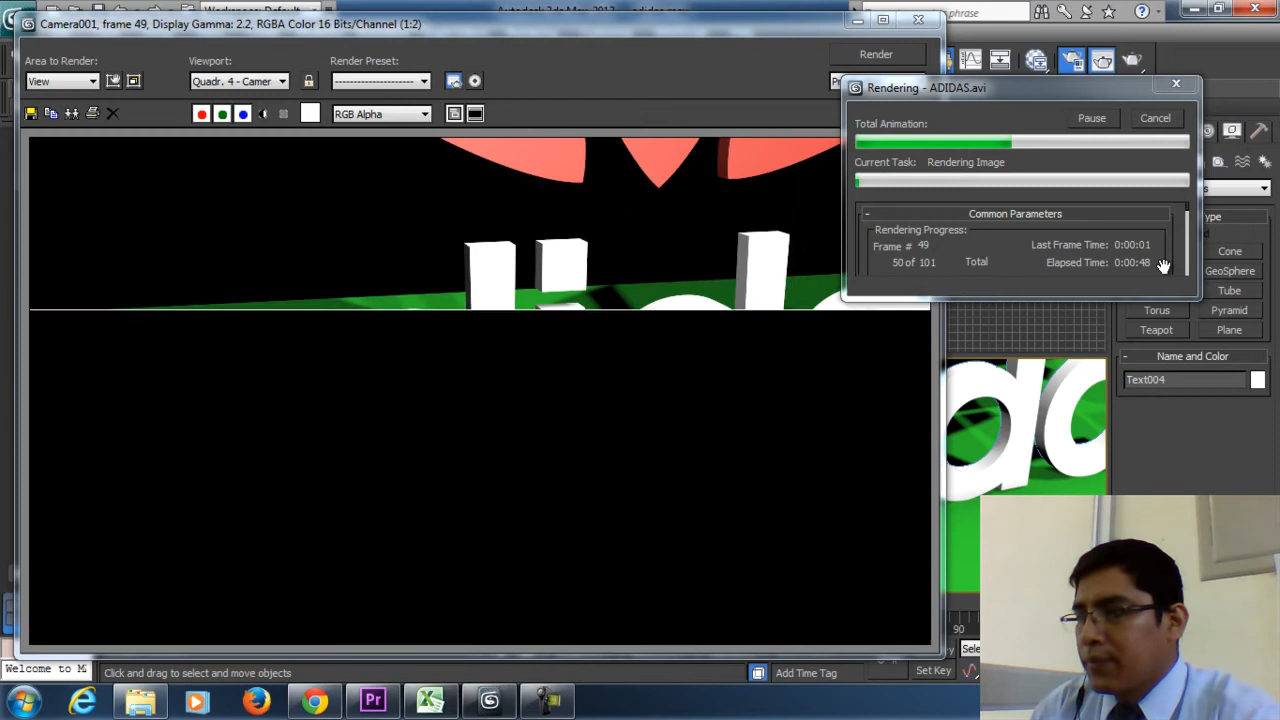 Camera001, frame 49, Display Gamma: 2.2, RGBA Color 16 Bits/Channel (1:2)
phrase
Area to Render:
Viewport:
Render Preset:
Render
View
Quadr. 4 - Camer
--------------------
RGB Alpha
Rendering - ADIDAS.avi
Total Animation:
Pause
Cancel
Current Task:
Rendering Image
-
Common Parameters
Rendering Progress:
Frame # 49
Last Frame Time: 0:00:01
50 of 101
Total
Elapsed Time: 0:00:48
Cone
GeoSphere
Tube
Torus
Pyramid
Teapot
Plane
-
Name and Color
Text004
90
Welcome to M
Click and drag to select and move objects
Add Time Tag
Set Key
Pr